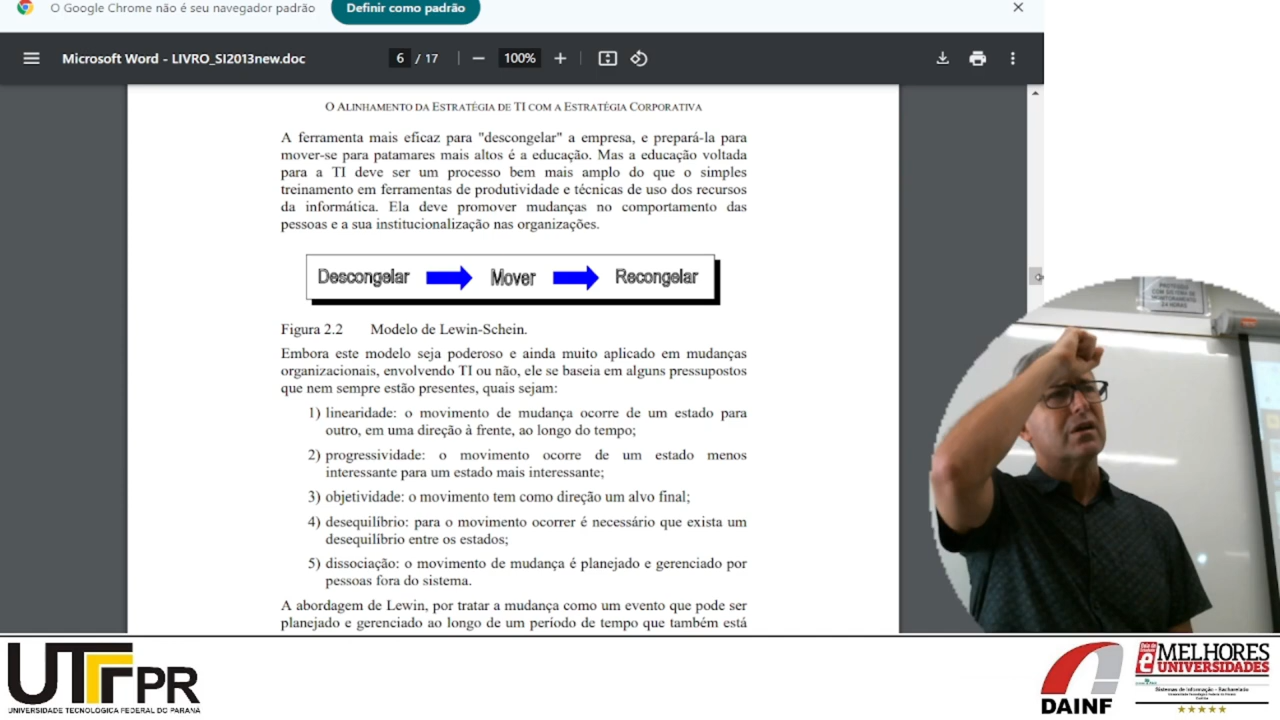 O Google Chrome não é seu navegador padrão
Definir como padrão
Microsoft Word - LIVRO_SI2013new.doc
6 / 17
100%
O ALINHAMENTO DA ESTRATÉGIA DE TI COM A ESTRATÉGIA CORPORATIVA
A ferramenta mais eficaz para "descongelar" a empresa, e prepará-la para
mover-se para patamares mais altos é a educação. Mas a educação voltada
para a TI deve ser um processo bem mais amplo do que o simples
treinamento em ferramentas de produtividade e técnicas de uso dos recursos
da informática. Ela deve promover mudanças no comportamento das
pessoas e a sua institucionalização nas organizações.
Descongelar Mover Recongelar
Figura 2.2 Modelo de Lewin-Schein.
Embora este modelo seja poderoso e ainda muito aplicado em mudanças
organizacionais, envolvendo TI ou não, ele se baseia em alguns pressupostos
que nem sempre estão presentes, quais sejam:
1) linearidade: o movimento de mudança ocorre de um estado para
outro, em uma direção à frente, ao longo do tempo;
2) progressividade: o movimento ocorre de um estado menos
interessante para um estado mais interessante;
3) objetividade: o movimento tem como direção um alvo final;
4) desequilíbrio: para o movimento ocorrer é necessário que exista um
desequilíbrio entre os estados;
5) dissociação: o movimento de mudança é planejado e gerenciado por
pessoas fora do sistema.
A abordagem de Lewin, por tratar a mudança como um evento que pode ser
planejado e gerenciado ao longo de um período de tempo que também está
PROTEGIDO
COM SISTEMA DE
MONITORAMENTO
24 HORAS
UTFPR
UNIVERSIDADE TECNOLÓGICA FEDERAL DO PARANÁ
DAINF
MELHORES
UNIVERSIDADES
Sistemas de Informação - Bacharelado